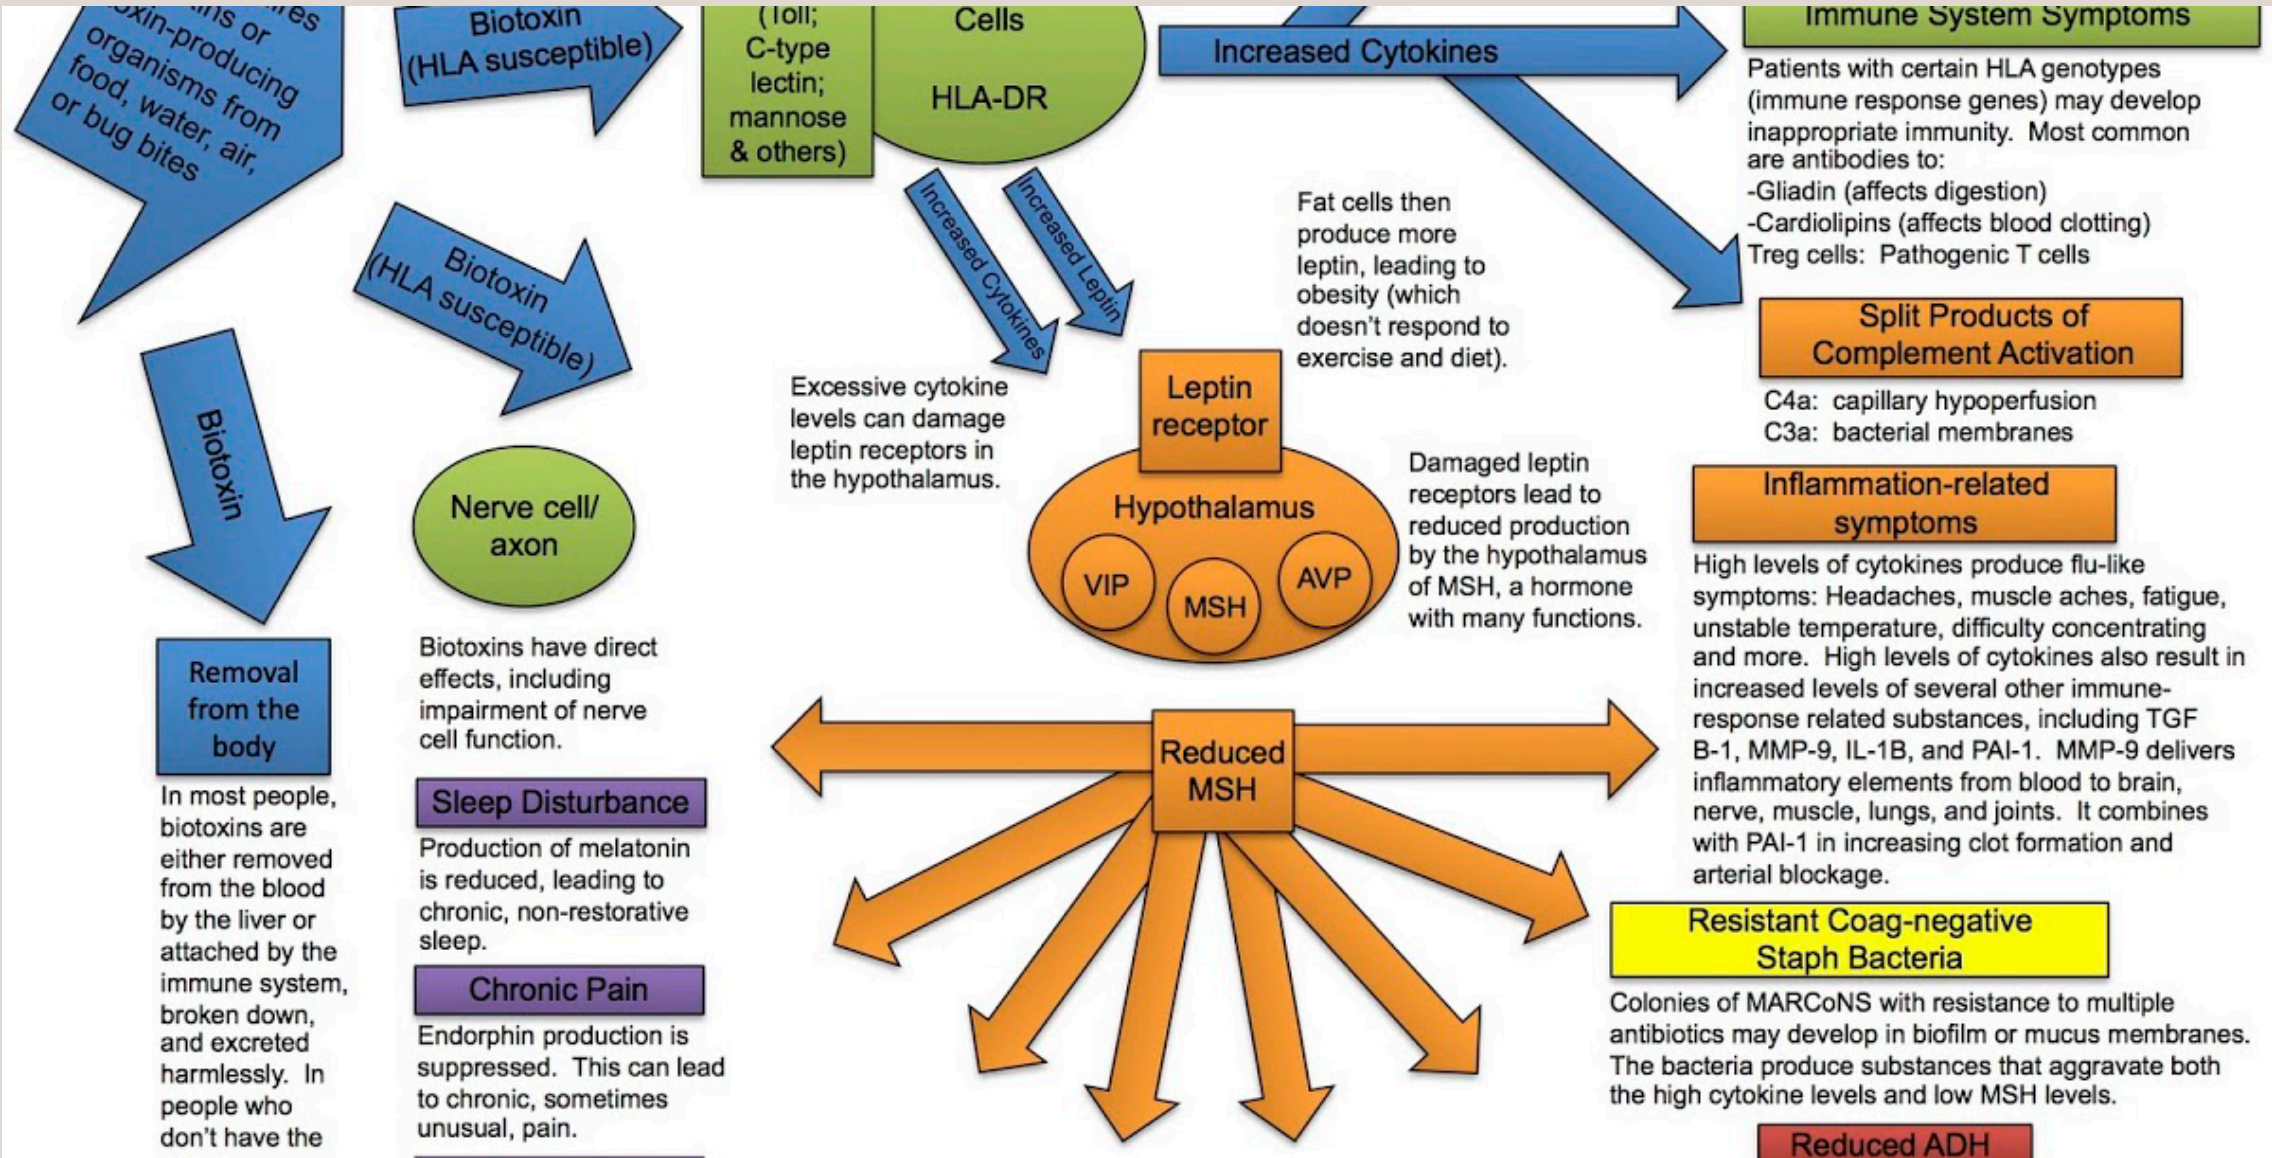 ins or
oxin-producing
organisms from
food, water, air,
or bug bites
Biotoxin
(HLA susceptible)
(Toll;
C-type
lectin;
mannose
& others)
Cells
HLA-DR
Increased Cytokines
Immune System Symptoms
Patients with certain HLA genotypes
(immune response genes) may develop
inappropriate immunity. Most common
are antibodies to:
-Gliadin (affects digestion)
-Cardiolipins (affects blood clotting)
Treg cells: Pathogenic T cells
Biotoxin
(HLA susceptible)
Increased Cytokines
Increased Leptin
Fat cells then
produce more
leptin, leading to
obesity (which
doesn't respond to
exercise and diet).
Split Products of
Complement Activation
C4a: capillary hypoperfusion
C3a: bacterial membranes
Biotoxin
Excessive cytokine
levels can damage
leptin receptors in
the hypothalamus.
Leptin
receptor
Hypothalamus
VIP
MSH
AVP
Damaged leptin
receptors lead to
reduced production
by the hypothalamus
of MSH, a hormone
with many functions.
Inflammation-related
symptoms
High levels of cytokines produce flu-like
symptoms: Headaches, muscle aches, fatigue,
unstable temperature, difficulty concentrating
and more. High levels of cytokines also result in
increased levels of several other immune-
response related substances, including TGF
B-1, MMP-9, IL-1B, and PAI-1. MMP-9 delivers
inflammatory elements from blood to brain,
nerve, muscle, lungs, and joints. It combines
with PAI-1 in increasing clot formation and
arterial blockage.
Nerve cell/
axon
Biotoxins have direct
effects, including
impairment of nerve
cell function.
Removal
from the
body
In most people,
biotoxins are
either removed
from the blood
by the liver or
attached by the
immune system,
broken down,
and excreted
harmlessly. In
people who
don't have the
Sleep Disturbance
Production of melatonin
is reduced, leading to
chronic, non-restorative
sleep.
Chronic Pain
Endorphin production is
suppressed. This can lead
to chronic, sometimes
unusual, pain.
Reduced
MSH
Resistant Coag-negative
Staph Bacteria
Colonies of MARCoNS with resistance to multiple
antibiotics may develop in biofilm or mucus membranes.
The bacteria produce substances that aggravate both
the high cytokine levels and low MSH levels.
Reduced ADH